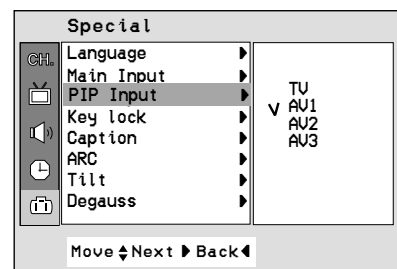 Special
CH.
Language
Main Input
PIP Input
Key lock
Caption
ARC
Tilt
Degauss
TV
AV1
AV2
AV3
Move Next Back